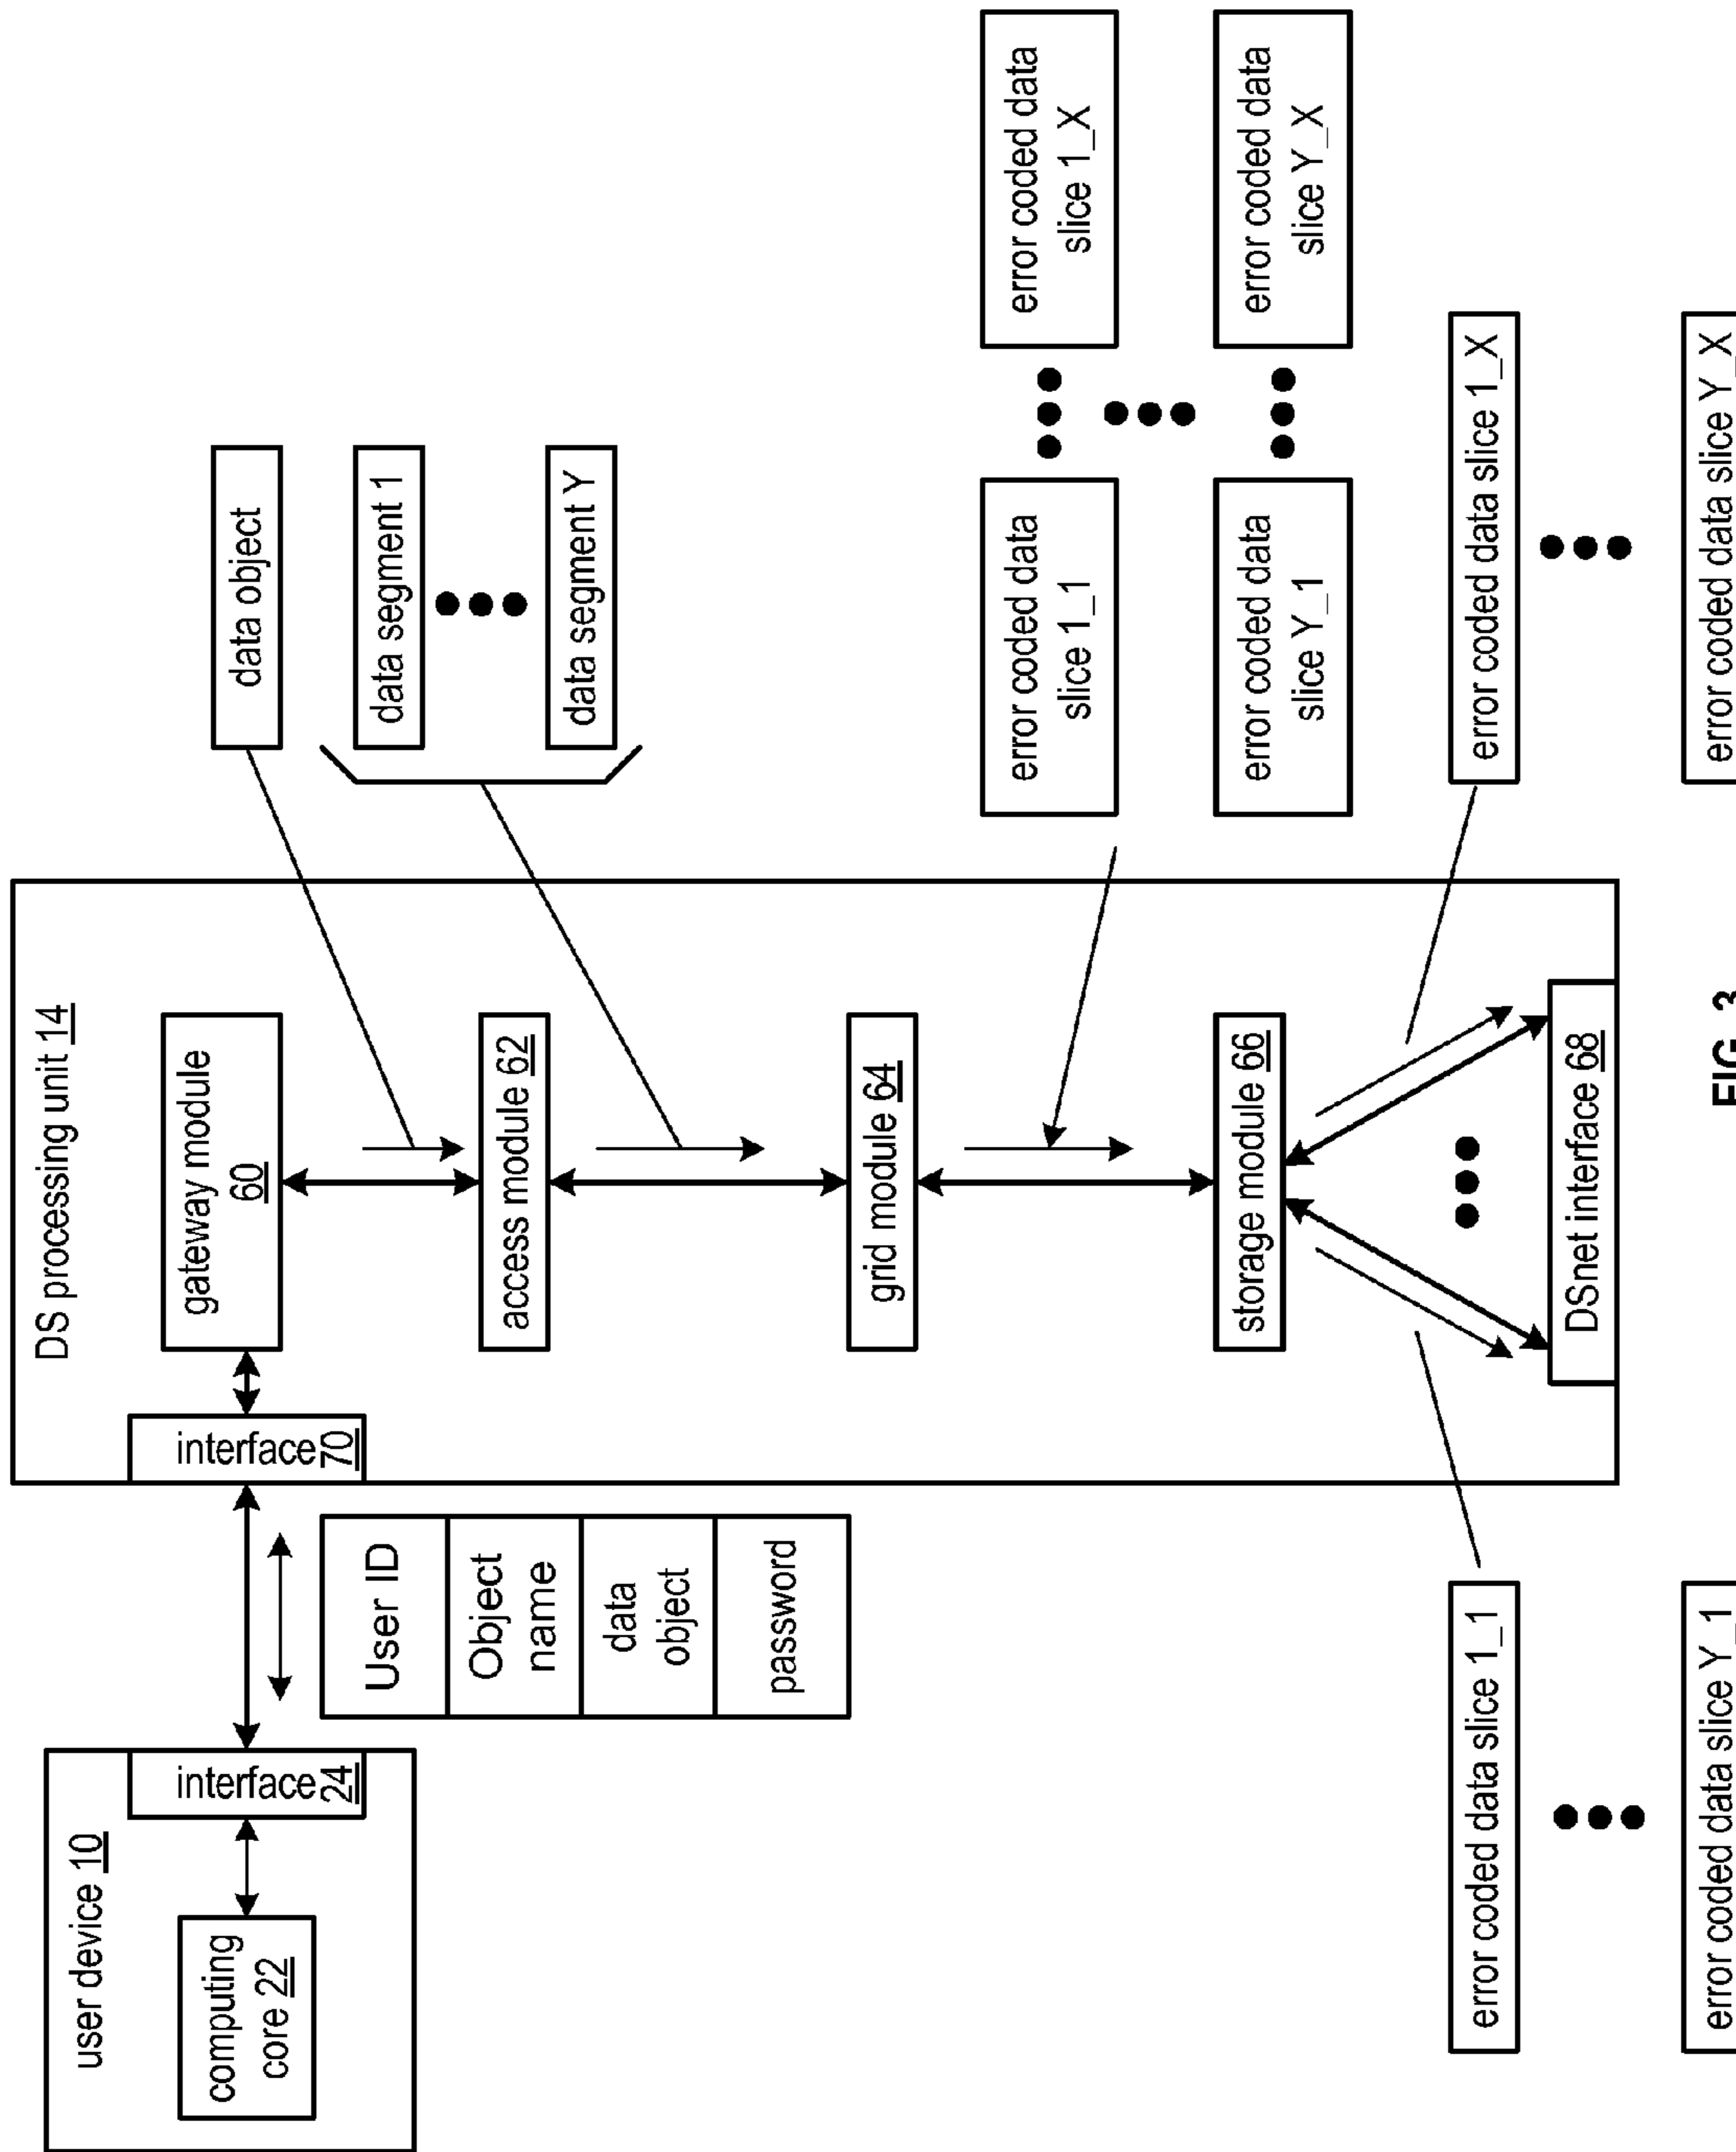 user device 10
computing
core 22
interface 24
User ID
Object
name
data
object
password
DS processing unit 14
interface 70
gateway module
60
access module 62
grid module 64
storage module 66
DSnet interface 68
data object
data segment 1
data segment Y
error coded data
slice 1_1
error coded data
slice 1_X
error coded data
slice Y_1
error coded data
slice Y_X
error coded data slice 1_1
error coded data slice Y_1
error coded data slice 1_X
error coded data slice Y_X
FIG. 3